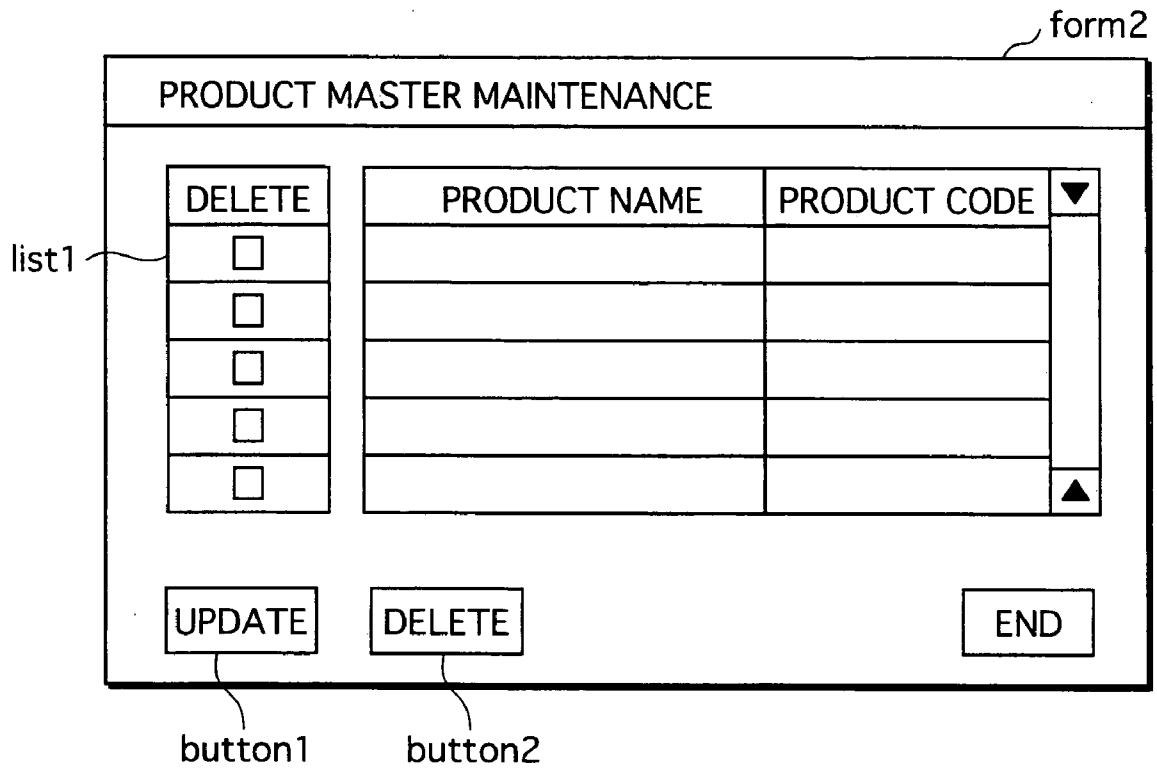 form2
PRODUCT MASTER MAINTENANCE
DELETE PRODUCT NAME PRODUCT CODE
list1
UPDATE DELETE END
button1 button2